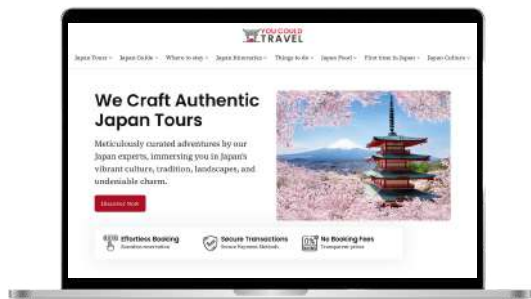 YOU COULD
TRAVEL
Japan Tours Japan Guide Where to stay Japan Itineraries Things to do Japan Food First time in Japan Japan Culture
We Craft Authentic
Japan Tours
Meticulously curated adventures by our
Japan experts, immersing you in Japan's
vibrant culture, tradition, landscapes, and
undeniable charm.
Discover Now
Effortless Booking
Secure Transactions
Secure Payment Methods
No Booking Fees
Transparent prices